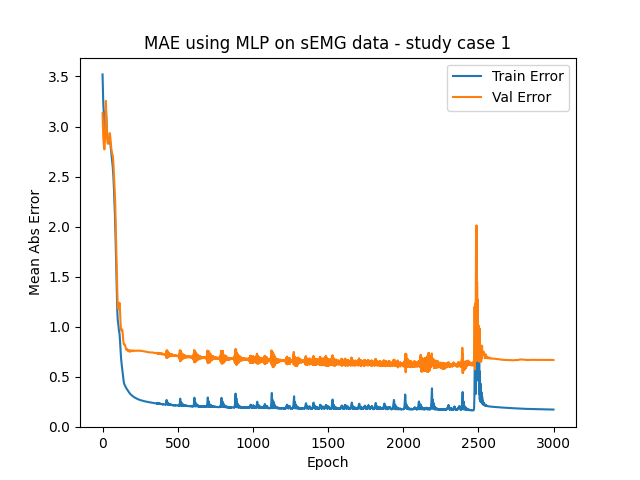 MAE using MLP on sEMG data - study case 1
Train Error
Val Error
Mean Abs Error
3.5
3.0
2.5
2.0
1.5
1.0
0.5
0.0
0 500 1000 1500 2000 2500 3000
Epoch